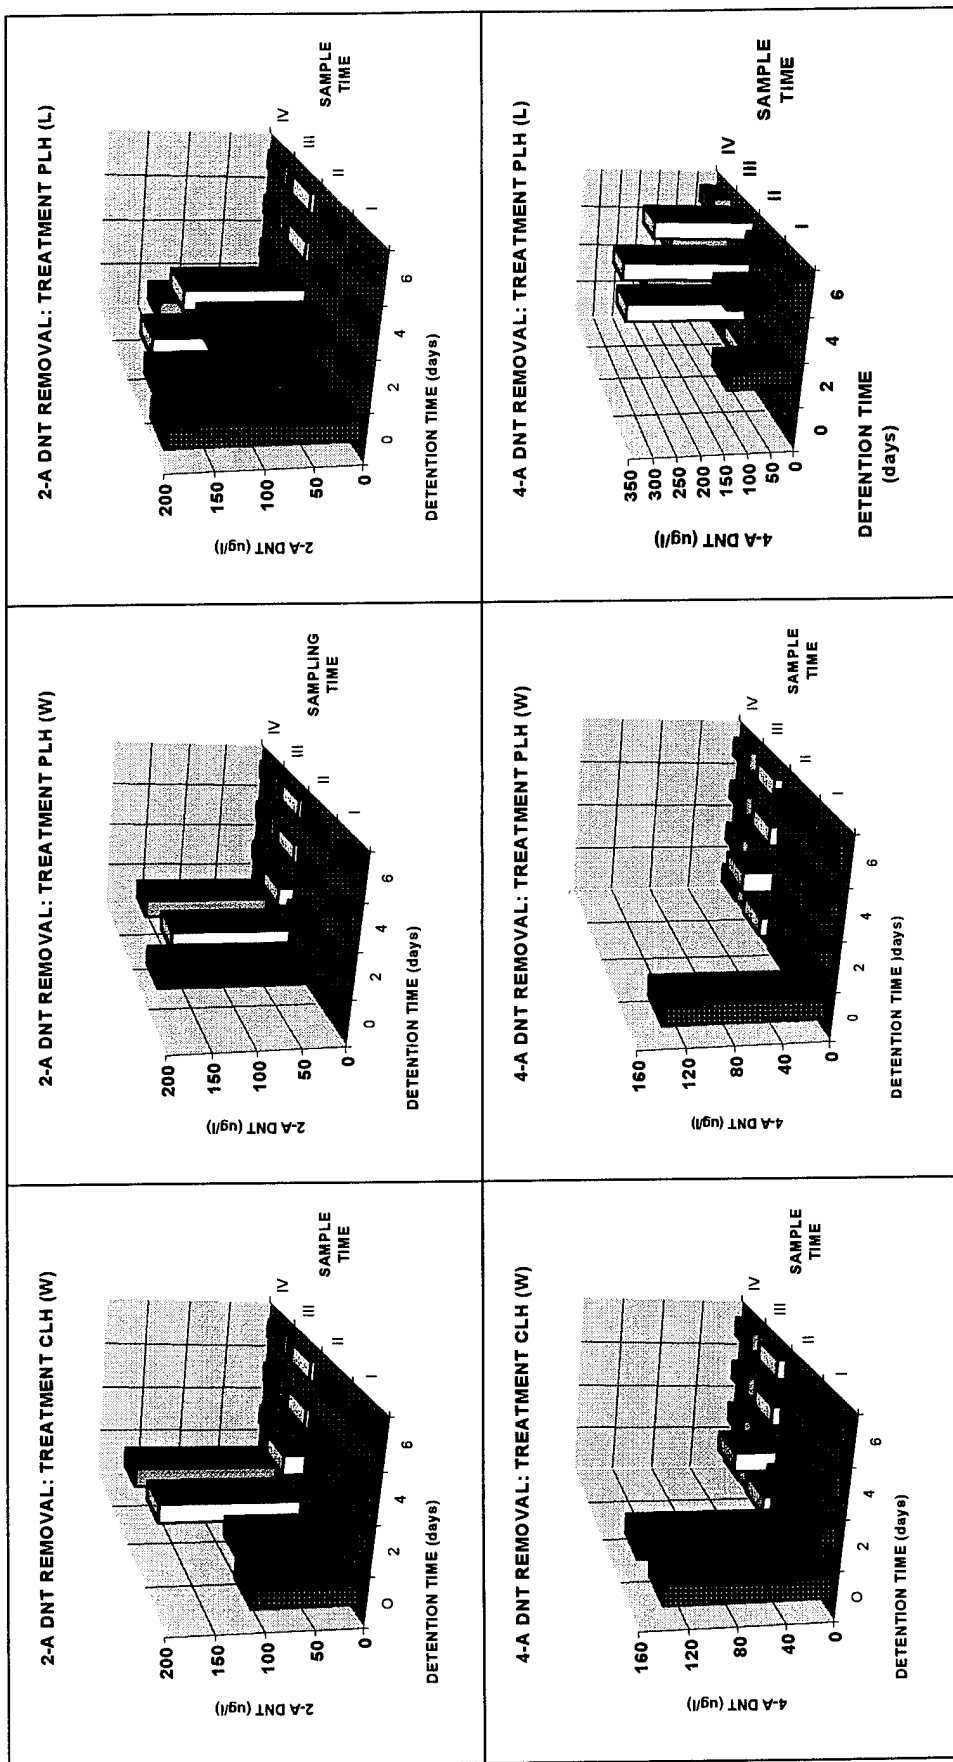 2-A DNT REMOVAL: TREATMENT CLH (W)
2-A DNT (ug/l)
200
150
100
50
0
O
2
4
6
DETENTION TIME (days)
I
II
III
IV
SAMPLE
TIME
2-A DNT REMOVAL: TREATMENT PLH (W)
2-A DNT (ug/l)
200
150
100
50
0
0
2
4
6
DETENTION TIME (days)
I
II
III
IV
SAMPLING
TIME
2-A DNT REMOVAL: TREATMENT PLH (L)
2-A DNT (ug/l)
200
150
100
50
0
0
2
4
6
DETENTION TIME (days)
I
II
III
IV
SAMPLE
TIME
4-A DNT REMOVAL: TREATMENT CLH (W)
4-A DNT (ug/l)
160
120
80
40
0
O
2
4
6
DETENTION TIME (days)
I
II
III
IV
SAMPLE
TIME
4-A DNT REMOVAL: TREATMENT PLH (W)
4-A DNT (ug/l)
160
120
80
40
0
0
2
4
6
DETENTION TIME )days)
I
II
III
IV
SAMPLE
TIME
4-A DNT REMOVAL: TREATMENT PLH (L)
4-A DNT (ug/l)
350
300
250
200
150
100
50
0
0
2
4
6
DETENTION TIME
(days)
I
II
III
IV
SAMPLE
TIME